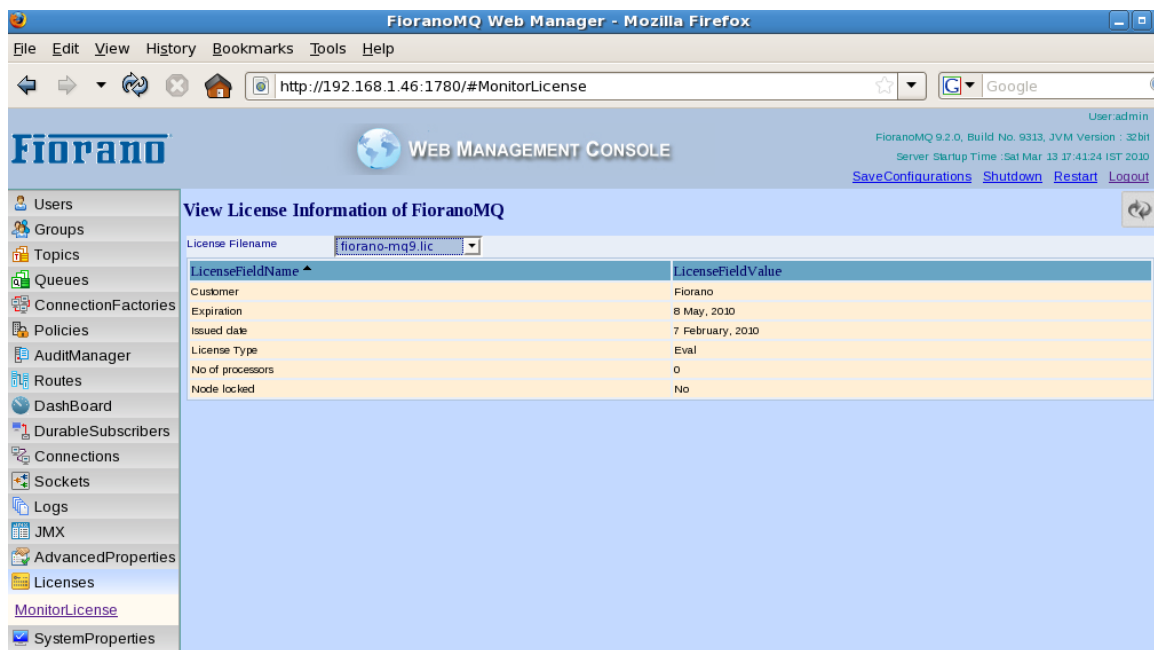 FioranoMQ Web Manager - Mozilla Firefox
File Edit View History Bookmarks Tools Help
http://192.168.1.46:1780/#MonitorLicense
Google
User:admin
Fiorano
WEB MANAGEMENT CONSOLE
FioranoMQ 9.2.0, Build No. 9313, JVM Version : 32bit
Server Startup Time :Sat Mar 13 17:41:24 IST 2010
SaveConfigurations Shutdown Restart Logout
Users
Groups
Topics
Queues
ConnectionFactories
Policies
AuditManager
Routes
DashBoard
DurableSubscribers
Connections
Sockets
Logs
JMX
AdvancedProperties
Licenses
MonitorLicense
SystemProperties
View License Information of FioranoMQ
License Filename fiorano-mq9.lic
LicenseFieldName LicenseFieldValue
Customer Fiorano
Expiration 8 May, 2010
Issued date 7 February, 2010
License Type Eval
No of processors 0
Node locked No